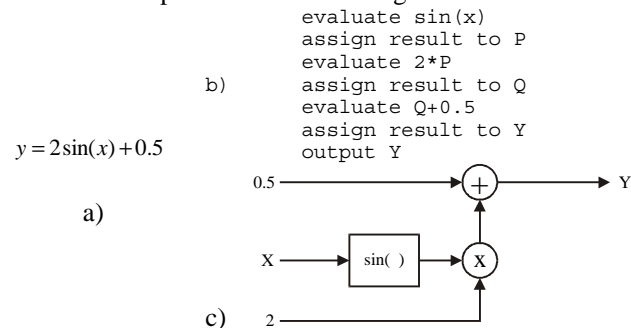 evaluate sin(x)
assign result to P
evaluate 2*P
b) assign result to Q
evaluate Q+0.5
assign result to Y
output Y
y = 2sin(x)+0.5
a)
0.5 + Y
X sin( ) x
c) 2